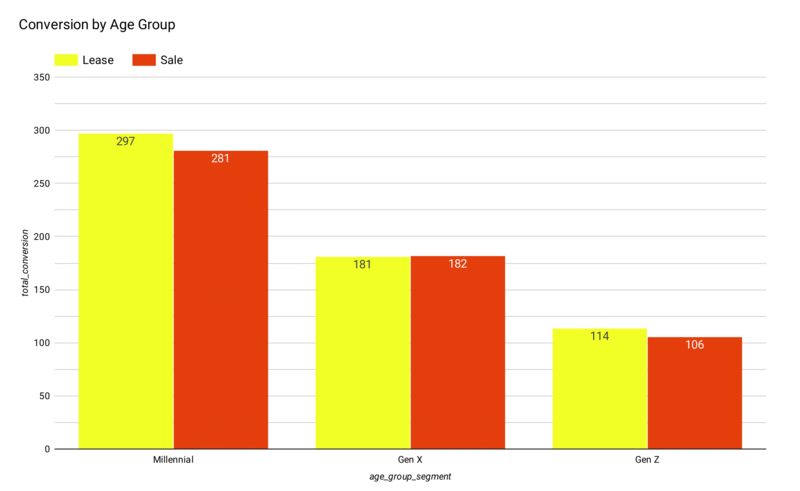 Conversion by Age Group
Lease
Sale
350
300
250
200
150
100
50
0
total_conversion
297
281
181
182
114
106
Millennial
Gen X
Gen Z
age_group_segment